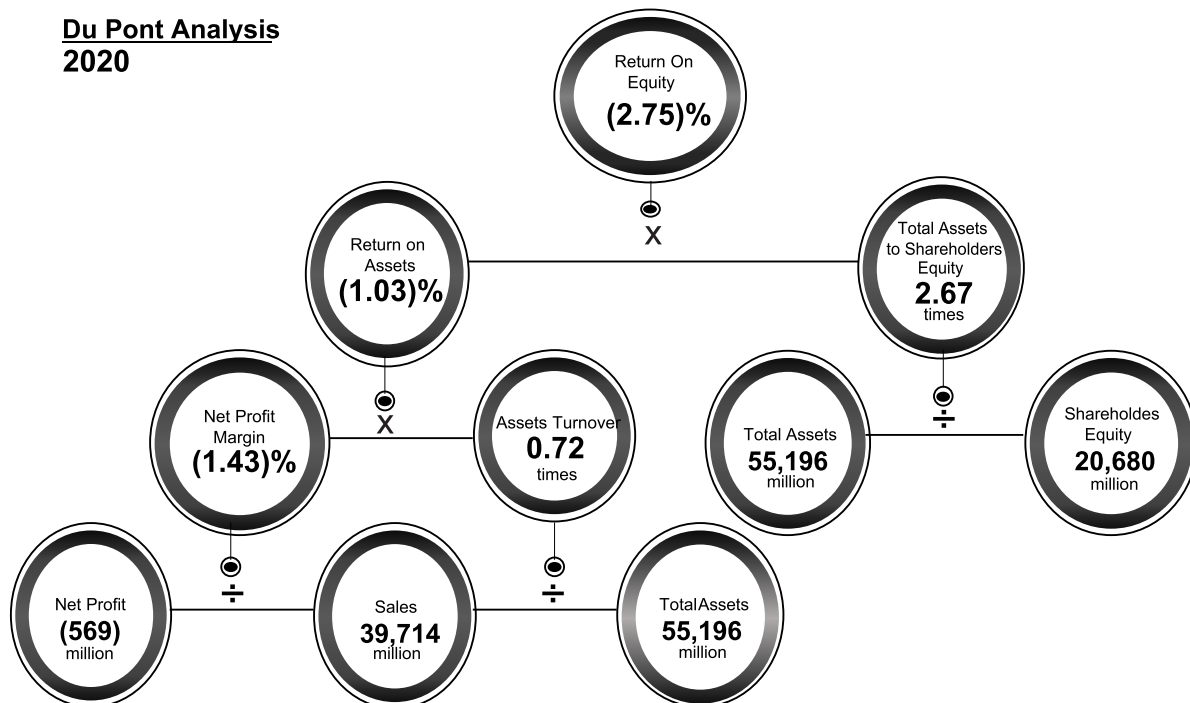 Du Pont Analysis
2020
Return On
Equity
(2.75)%
X
Return on
Assets
(1.03)%
Total Assets
to Shareholders
Equity
2.67
times
X
÷
Net Profit
Margin
(1.43)%
Assets Turnover
0.72
times
Total Assets
55,196
million
Shareholdes
Equity
20,680
million
÷
÷
Net Profit
(569)
million
Sales
39,714
million
TotalAssets
55,196
million